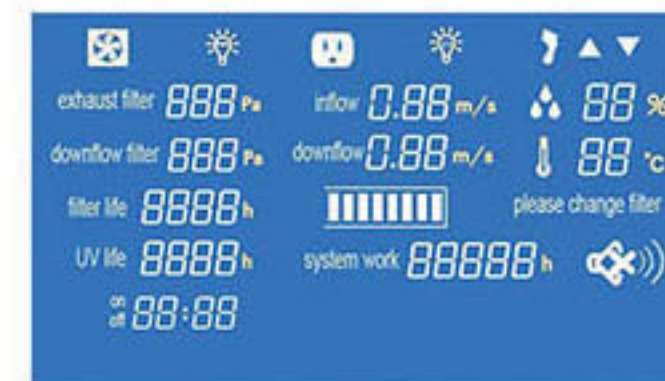 exhaust filter 888 Pa inflow 0.88 m/s 88 %
downflow filter 888 Pa downflow 0.88 m/s 88 °C
filter life 8888 h please change filter
UV life 8888 h system work 88888 h
on
off 88:88